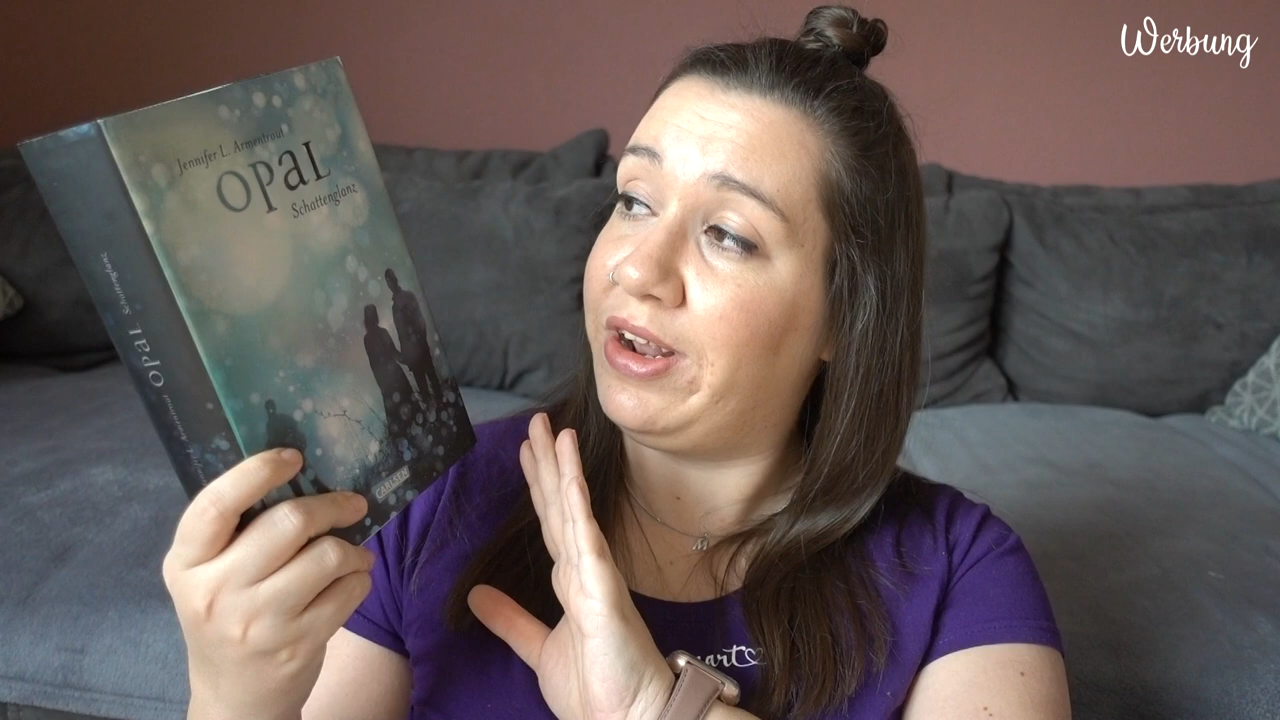 Werbung
Jennifer L. Armentrout
OPAL
Schattenglanz
CARLSEN
OPAL Schattenglanz
M